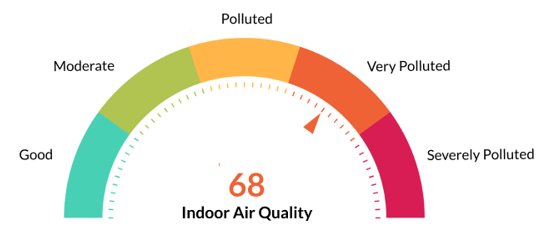 Polluted
Moderate
Very Polluted
Good
Severely Polluted
68
Indoor Air Quality